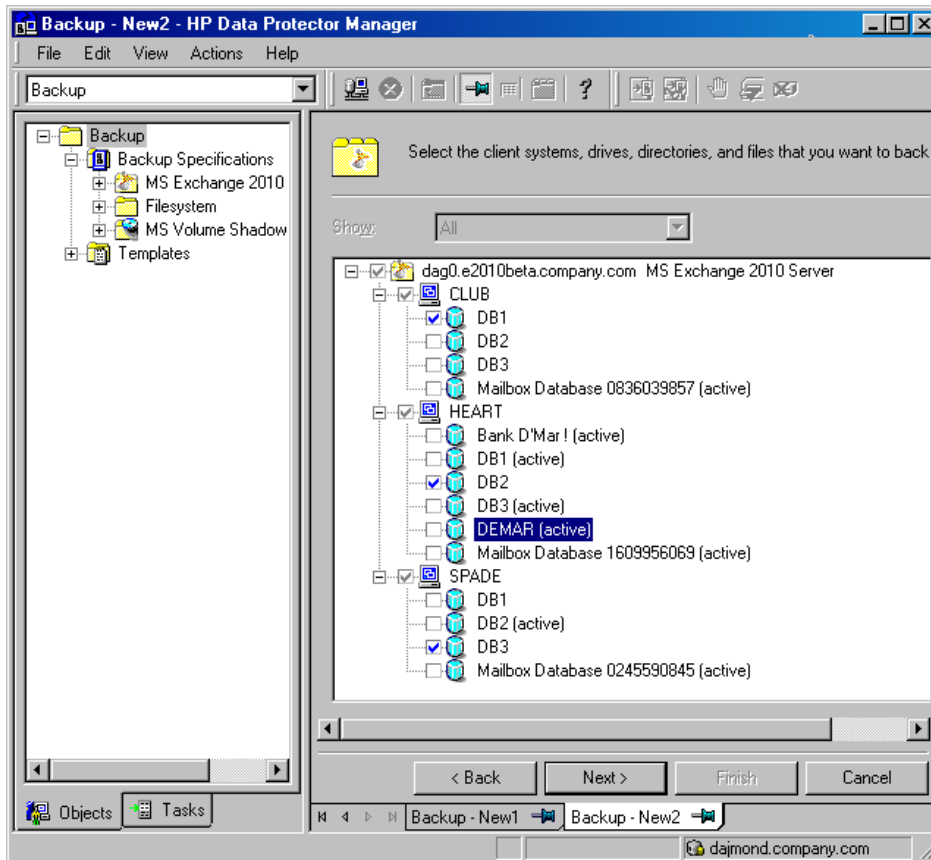 Backup - New2 - HP Data Protector Manager
File Edit View Actions Help
Backup
Backup
Backup Specifications
MS Exchange 2010
Filesystem
MS Volume Shadow
Templates
Objects Tasks
Select the client systems, drives, directories, and files that you want to back
Show: All
dag0.e2010beta.company.com MS Exchange 2010 Server
CLUB
DB1
DB2
DB3
Mailbox Database 0836039857 (active)
HEART
Bank D'Mar ! (active)
DB1 (active)
DB2
DB3 (active)
DEMAR (active)
Mailbox Database 1609956069 (active)
SPADE
DB1
DB2 (active)
DB3
Mailbox Database 0245590845 (active)
< Back Next > Finish Cancel
Backup - New1 Backup - New2
dajmond.company.com